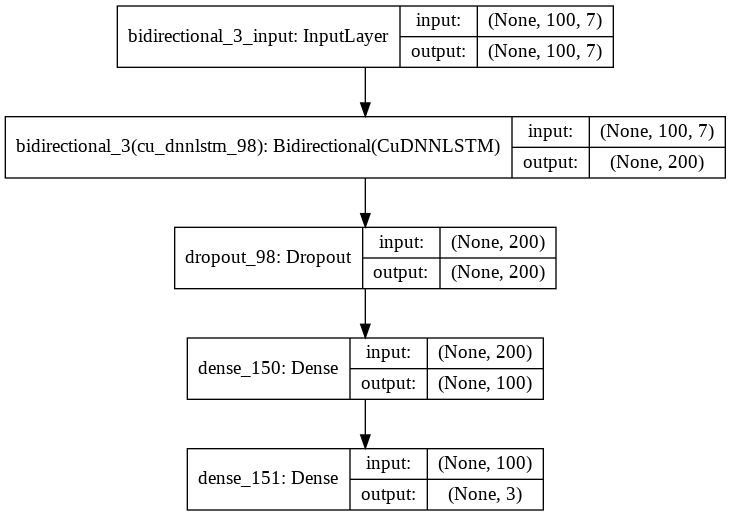 bidirectional_3_input: InputLayer
input:
(None, 100, 7)
output:
(None, 100, 7)
bidirectional_3(cu_dnnlstm_98): Bidirectional(CuDNNLSTM)
input:
(None, 100, 7)
output:
(None, 200)
dropout_98: Dropout
input:
(None, 200)
output:
(None, 200)
dense_150: Dense
input:
(None, 200)
output:
(None, 100)
dense_151: Dense
input:
(None, 100)
output:
(None, 3)